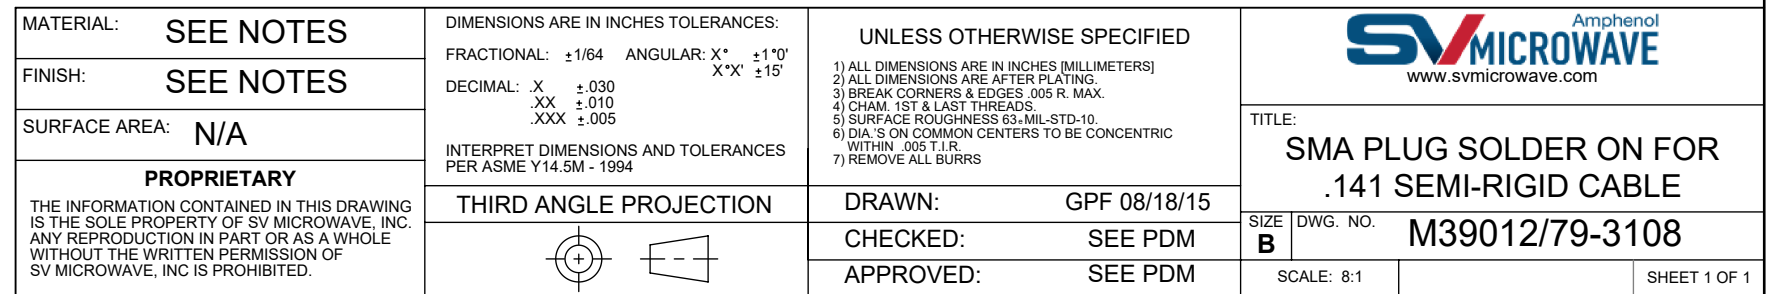 MATERIAL: SEE NOTES
FINISH: SEE NOTES
SURFACE AREA: N/A
PROPRIETARY
THE INFORMATION CONTAINED IN THIS DRAWING
IS THE SOLE PROPERTY OF SV MICROWAVE, INC.
ANY REPRODUCTION IN PART OR AS A WHOLE
WITHOUT THE WRITTEN PERMISSION OF
SV MICROWAVE, INC IS PROHIBITED.
DIMENSIONS ARE IN INCHES TOLERANCES:
FRACTIONAL: ±1/64 ANGULAR: X° ±1°0'
X°X' ±15'
DECIMAL: .X ±.030
.XX ±.010
.XXX ±.005
INTERPRET DIMENSIONS AND TOLERANCES
PER ASME Y14.5M - 1994
THIRD ANGLE PROJECTION
UNLESS OTHERWISE SPECIFIED
1) ALL DIMENSIONS ARE IN INCHES [MILLIMETERS]
2) ALL DIMENSIONS ARE AFTER PLATING.
3) BREAK CORNERS & EDGES .005 R. MAX.
4) CHAM. 1ST & LAST THREADS.
5) SURFACE ROUGHNESS 63 MIL-STD-10.
6) DIA.'S ON COMMON CENTERS TO BE CONCENTRIC
WITHIN .005 T.I.R.
7) REMOVE ALL BURRS
DRAWN: GPF 08/18/15
CHECKED: SEE PDM
APPROVED: SEE PDM
Amphenol
SV MICROWAVE
www.svmicrowave.com
TITLE:
SMA PLUG SOLDER ON FOR
.141 SEMI-RIGID CABLE
SIZE B DWG. NO. M39012/79-3108
SCALE: 8:1 SHEET 1 OF 1